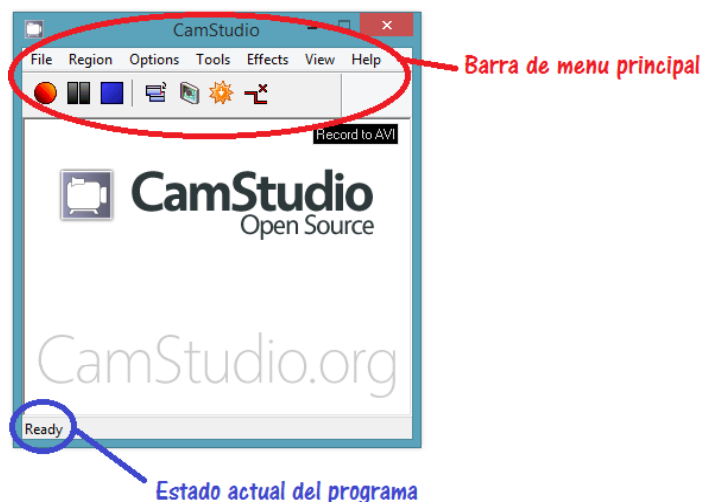 CamStudio
File Region Options Tools Effects View Help
Barra de menu principal
Record to AVI
CamStudio
Open Source
CamStudio.org
Ready
Estado actual del programa